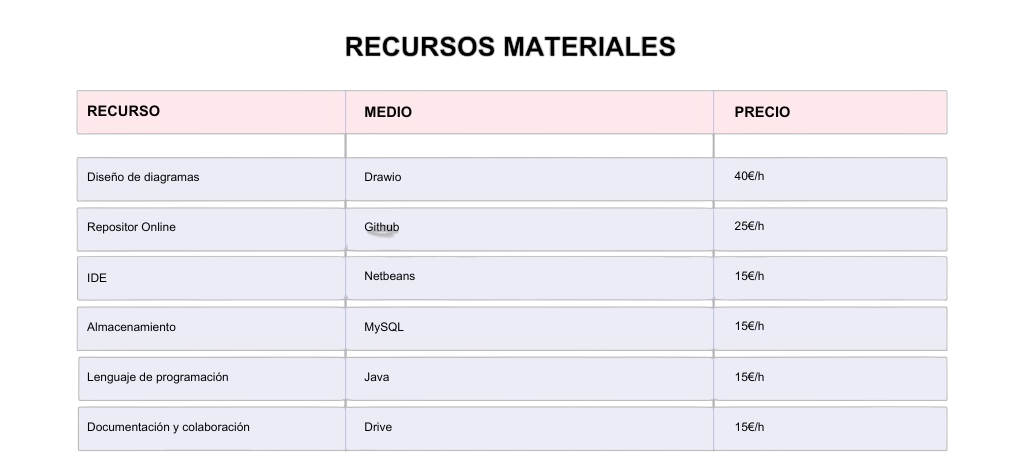 RECURSOS MATERIALES
RECURSO MEDIO PRECIO
Diseño de diagramas Drawio 40€/h
Repositor Online Github 25€/h
IDE Netbeans 15€/h
Almacenamiento MySQL 15€/h
Lenguaje de programación Java 15€/h
Documentación y colaboración Drive 15€/h